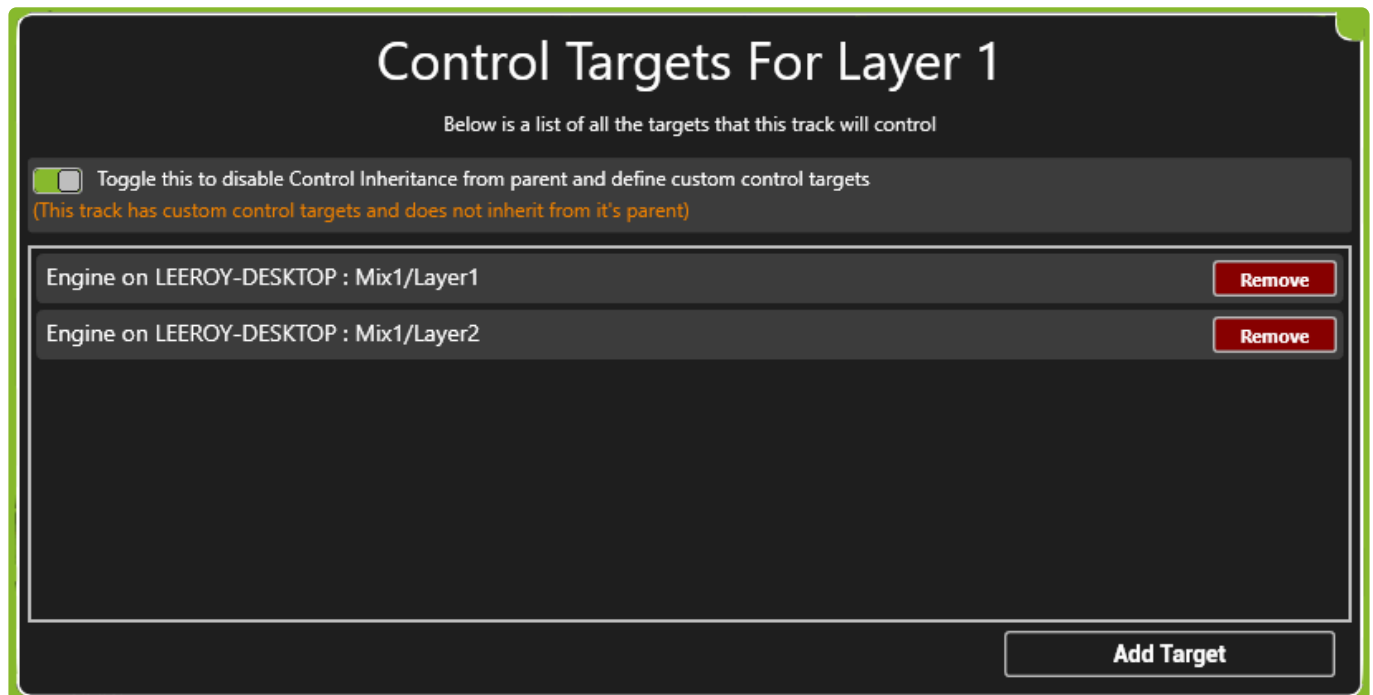 Control Targets For Layer 1
Below is a list of all the targets that this track will control
Toggle this to disable Control Inheritance from parent and define custom control targets
(This track has custom control targets and does not inherit from it's parent)
Engine on LEEROY-DESKTOP : Mix1/Layer1
Remove
Engine on LEEROY-DESKTOP : Mix1/Layer2
Remove
Add Target